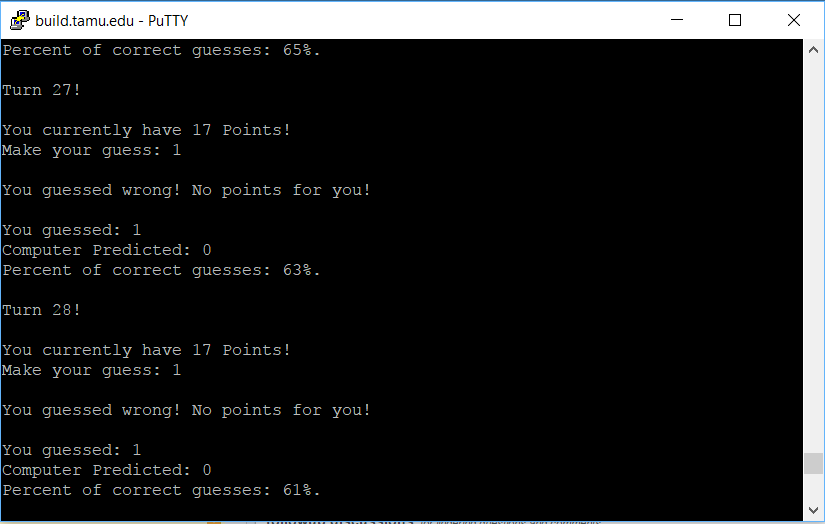 build.tamu.edu - PuTTY
Percent of correct guesses: 65%.
Turn 27!
You currently have 17 Points!
Make your guess: 1
You guessed wrong! No points for you!
You guessed: 1
Computer Predicted: 0
Percent of correct guesses: 63%.
Turn 28!
You currently have 17 Points!
Make your guess: 1
You guessed wrong! No points for you!
You guessed: 1
Computer Predicted: 0
Percent of correct guesses: 61%.